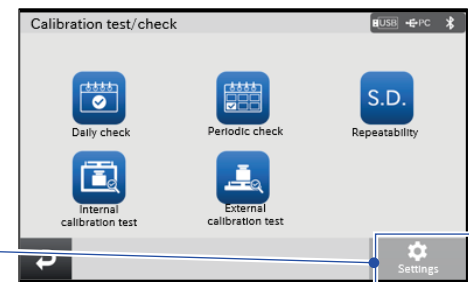 Calibration test/check
USB PC
S.D.
Daily check
Periodic check
Repeatability
Internal
calibration test
External
calibration test
Settings